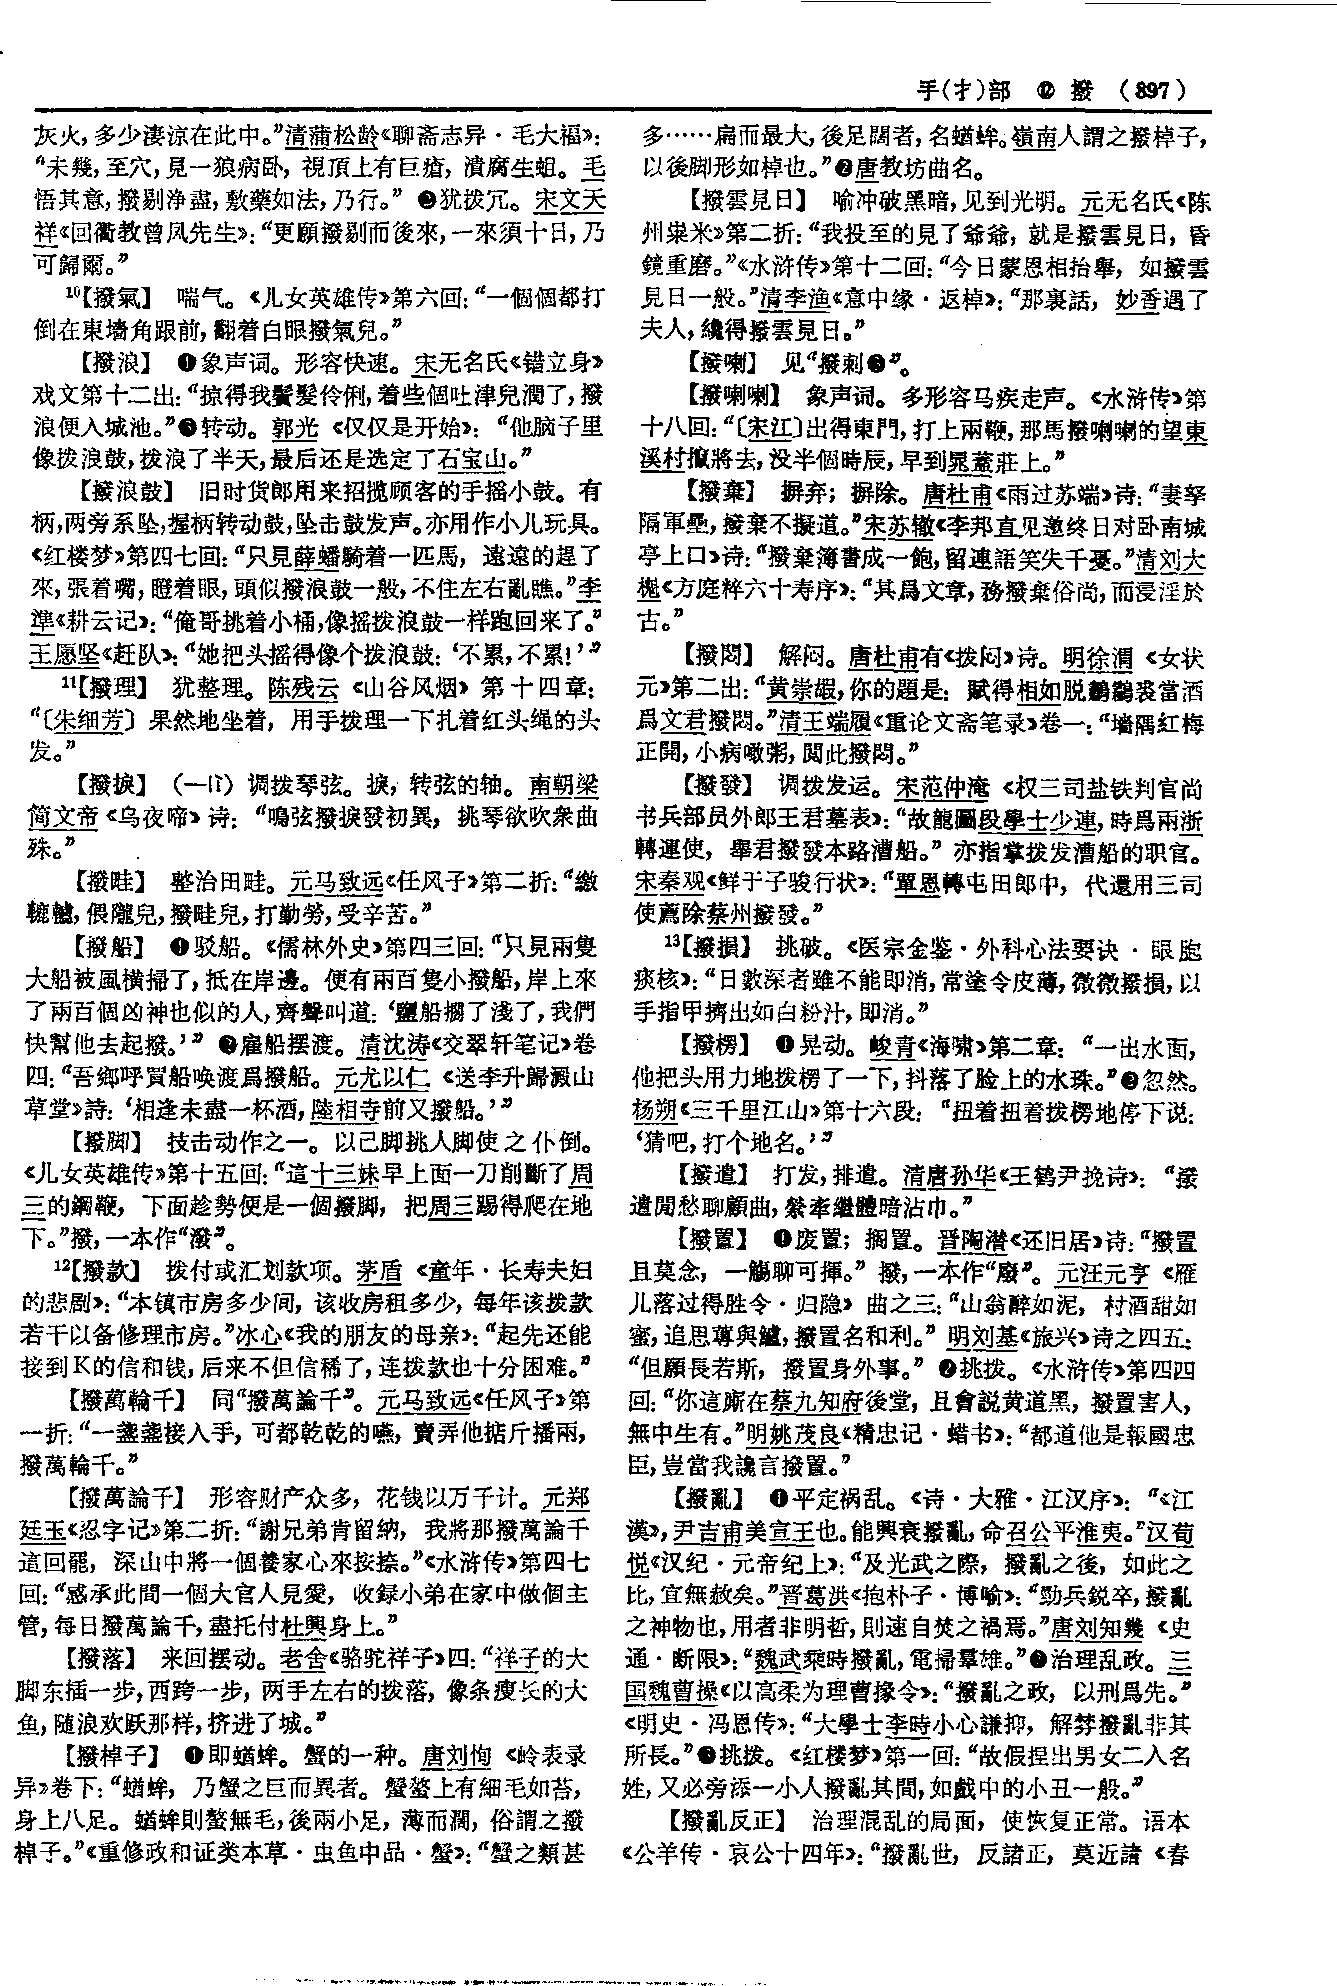 手(扌)部 ⑫ 撥 (897)
灰火,多少淒涼在此中。”清蒲松龄《聊斋志异·毛大福》:
“未幾,至穴,見一狼病卧,視頂上有巨瘡,潰腐生蛆。毛
悟其意,撥剔净盡,敷藥如法,乃行。” ❷犹拨冗。宋文天
祥《回衢教曾凤先生》:“更願撥剔而後來,一來須十日,乃
可歸爾。”
10【撥氣】 喘气。《儿女英雄传》第六回:“一個個都打
倒在東墻角跟前,翻着白眼撥氣兒。”
【撥浪】 ❶象声词。形容快速。宋无名氏《错立身》
戏文第十二出:“掠得我鬢髮伶俐,着些個吐津兒潤了,撥
浪便入城池。”❷转动。郭光《仅仅是开始》:“他脑子里
像拨浪鼓,拨浪了半天,最后还是选定了石宝山。”
【撥浪鼓】 旧时货郎用来招揽顾客的手摇小鼓。有
柄,两旁系坠,握柄转动鼓,坠击鼓发声。亦用作小儿玩具。
《红楼梦》第四七回:“只見薛蟠騎着一匹馬,遠遠的趕了
來,張着嘴,瞪着眼,頭似撥浪鼓一般,不住左右亂瞧。”李
準《耕云记》:“俺哥挑着小桶,像摇拨浪鼓一样跑回来了。”
王愿坚《赶队》:“她把头摇得像个拨浪鼓:‘不累,不累!’”
11【撥理】 犹整理。陈残云《山谷风烟》第十四章:
“〔朱细芳〕果然地坐着,用手拨理一下扎着红头绳的头
发。”
【撥捩】 (—liè) 调拨琴弦。捩,转弦的轴。南朝梁
简文帝《乌夜啼》诗:“鳴弦撥捩發初異,挑琴欲吹衆曲
殊。”
【撥畦】 整治田畦。元马致远《任风子》第二折:“繳
轆轤,偎隴兒,撥畦兒,打勤勞,受辛苦。”
【撥船】 ❶驳船。《儒林外史》第四三回:“只見兩隻
大船被風横掃了,抵在岸邊。便有兩百隻小撥船,岸上來
了兩百個凶神也似的人,齊聲叫道:‘鹽船擱了淺了,我們
快幫他去起撥。’” ❷雇船摆渡。清沈涛《交翠轩笔记》卷
四:“吾鄉呼買船唤渡爲撥船。元尤以仁《送李升歸澱山
草堂》詩:‘相逢未盡一杯酒,陸相寺前又撥船。’”
【撥脚】 技击动作之一。以己脚挑人脚使之仆倒。
《儿女英雄传》第十五回:“這十三妹早上面一刀削斷了周
三的鋼鞭,下面趁勢便是一個撥脚,把周三踢得爬在地
下。”撥,一本作“潑”。
12【撥款】 拨付或汇划款项。茅盾《童年·长寿夫妇
的悲剧》:“本镇市房多少间,该收房租多少,每年该拨款
若干以备修理市房。”冰心《我的朋友的母亲》:“起先还能
接到K的信和钱,后来不但信稀了,连拨款也十分困难。”
【撥萬輪千】 同“撥萬論千”。元马致远《任风子》第
一折:“一盞盞接入手,可都乾乾的嚥,賣弄他掂斤播兩,
撥萬輪千。”
【撥萬論千】 形容财产众多,花钱以万千计。元郑
廷玉《忍字记》第二折:“謝兄弟肯留納,我將那撥萬論千
這回罷,深山中將一個養家心來按捺。”《水浒传》第四七
回:“感承此間一個大官人見愛,收録小弟在家中做個主
管,每日撥萬論千,盡托付杜興身上。”
【撥落】 来回摆动。老舍《骆驼祥子》四:“祥子的大
脚东插一步,西跨一步,两手左右的拨落,像条瘦长的大
鱼,随浪欢跃那样,挤进了城。”
【撥棹子】 ❶即蝤蛑。蟹的一种。唐刘恂《岭表录
异》卷下:“蝤蛑,乃蟹之巨而異者。蟹螯上有細毛如苔,
身上八足。蝤蛑則螯無毛,後兩小足,薄而濶,俗謂之撥
棹子。”《重修政和证类本草·虫鱼中品·蟹》:“蟹之類甚
多……扁而最大,後足闊者,名蝤蛑。嶺南人謂之撥棹子,
以後脚形如棹也。”❷唐教坊曲名。
【撥雲見日】 喻冲破黑暗,见到光明。元无名氏《陈
州粜米》第二折:“我投至的見了爺爺,就是撥雲見日,昏
鏡重磨。”《水浒传》第十二回:“今日蒙恩相抬舉,如撥雲
見日一般。”清李渔《意中缘·返棹》:“那裏話,妙香遇了
夫人,纔得撥雲見日。”
【撥喇】 见“撥剌❸”。
【撥喇喇】 象声词。多形容马疾走声。《水浒传》第
十八回:“〔宋江〕出得東門,打上兩鞭,那馬撥喇喇的望東
溪村攛將去,没半個時辰,早到晁蓋莊上。”
【撥棄】 摒弃;摒除。唐杜甫《雨过苏端》诗:“妻孥
隔軍壘,撥棄不擬道。”宋苏辙《李邦直见邀终日对卧南城
亭上口》诗:“撥棄簿書成一飽,留連語笑失千憂。”清刘大
櫆《方庭粹六十寿序》:“其爲文章,務撥棄俗尚,而浸淫於
古。”
【撥悶】 解闷。唐杜甫有《拨闷》诗。明徐渭《女状
元》第二出:“黄崇嘏,你的題是:賦得相如脱鸘鷫裘當酒
爲文君撥悶。”清王端履《重论文斋笔录》卷一:“墻隅紅梅
正開,小病啜粥,閲此撥悶。”
【撥發】 调拨发运。宋范仲淹《权三司盐铁判官尚
书兵部员外郎王君墓表》:“故龍圖段學士少連,時爲兩浙
轉運使,舉君撥發本路漕船。” 亦指掌拨发漕船的职官。
宋秦观《鲜于子骏行状》:“覃恩轉屯田郎中,代還用三司
使薦除蔡州撥發。”
13【撥損】 挑破。《医宗金鉴·外科心法要诀·眼胞
痰核》:“日數深者雖不能即消,常塗令皮薄,微微撥損,以
手指甲擠出如白粉汁,即消。”
【撥楞】 ❶晃动。峻青《海啸》第二章:“一出水面,
他把头用力地拨楞了一下,抖落了脸上的水珠。”❷忽然。
杨朔《三千里江山》第十六段:“扭着扭着拨楞地停下说:
‘猜吧,打个地名。’”
【撥遣】 打发,排遣。清唐孙华《王鹤尹挽诗》:“撥
遣閒愁聊顧曲,縈牽繼體暗沾巾。”
【撥置】 ❶废置;搁置。晋陶潜《还旧居》诗:“撥置
且莫念,一觴聊可揮。”撥,一本作“廢”。元汪元亨《雁
儿落过得胜令·归隐》曲之三:“山翁醉如泥,村酒甜如
蜜,追思蓴與鱸,撥置名和利。” 明刘基《旅兴》诗之四五:
“但願長若斯,撥置身外事。” ❷挑拨。《水浒传》第四四
回:“你這厮在蔡九知府後堂,且會説黄道黑,撥置害人,
無中生有。”明姚茂良《精忠记·蜡书》:“都道他是報國忠
臣,豈當我讒言撥置。”
【撥亂】 ❶平定祸乱。《诗·大雅·江汉序》:“《江
漢》,尹吉甫美宣王也。能興衰撥亂,命召公平淮夷。”汉荀
悦《汉纪·元帝纪上》:“及光武之際,撥亂之後,如此之
比,宜無赦矣。”晋葛洪《抱朴子·博喻》:“勁兵鋭卒,撥亂
之神物也,用者非明哲,則速自焚之禍焉。”唐刘知幾《史
通·断限》:“魏武乘時撥亂,電掃羣雄。”❷治理乱政。三
国魏曹操《以高柔为理曹掾令》:“撥亂之政,以刑爲先。”
《明史·冯恩传》:“大學士李時小心謙抑,解棼撥亂非其
所長。”❸挑拨。《红楼梦》第一回:“故假捏出男女二人名
姓,又必旁添一小人撥亂其間,如戲中的小丑一般。”
【撥亂反正】 治理混乱的局面,使恢复正常。语本
《公羊传·哀公十四年》:“撥亂世,反諸正,莫近諸《春